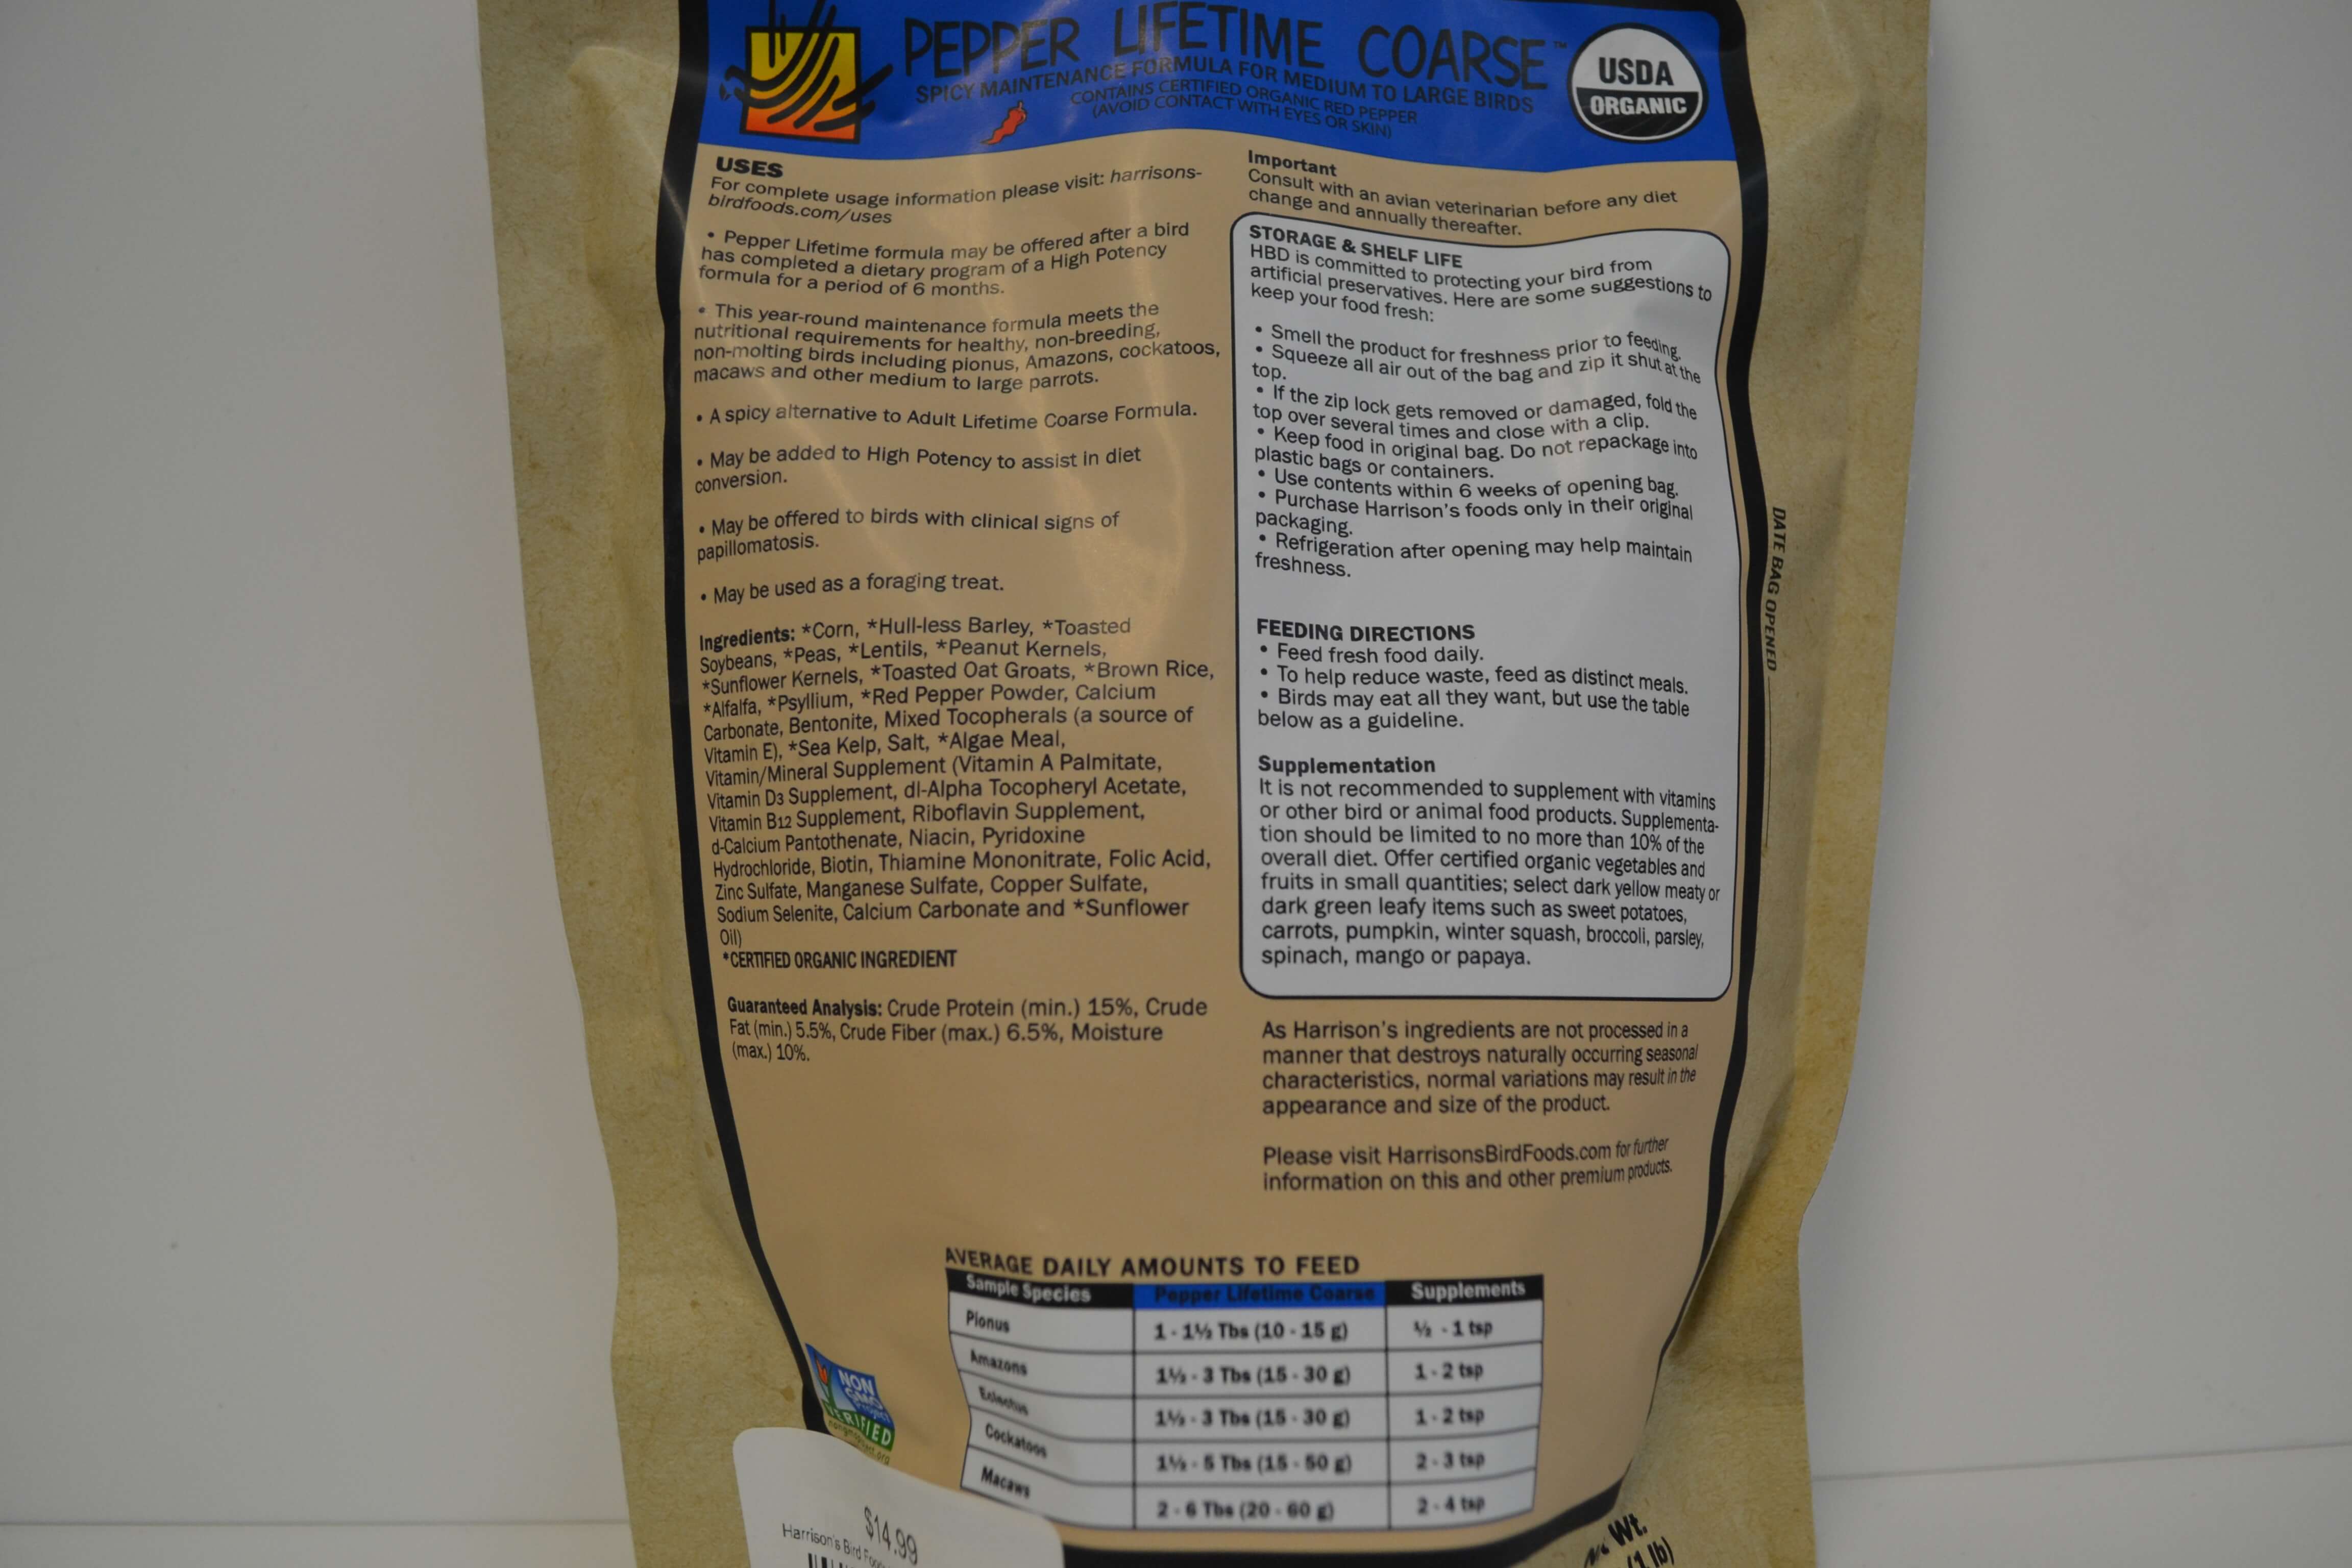 PEPPER LIFETIME COARSE™
SPICY MAINTENANCE FORMULA FOR MEDIUM TO LARGE BIRDS
CONTAINS CERTIFIED ORGANIC RED PEPPER
(AVOID CONTACT WITH EYES OR SKIN)
USDA
ORGANIC
USES
For complete usage information please visit: harrisons-
birdfoods.com/uses
• Pepper Lifetime formula may be offered after a bird
has completed a dietary program of a High Potency
formula for a period of 6 months.
• This year-round maintenance formula meets the
nutritional requirements for healthy, non-breeding,
non-molting birds including pionus, Amazons, cockatoos,
macaws and other medium to large parrots.
• A spicy alternative to Adult Lifetime Coarse Formula.
• May be added to High Potency to assist in diet
conversion.
• May be offered to birds with clinical signs of
papillomatosis.
• May be used as a foraging treat.
Ingredients: *Corn, *Hull-less Barley, *Toasted
Soybeans, *Peas, *Lentils, *Peanut Kernels,
*Sunflower Kernels, *Toasted Oat Groats, *Brown Rice,
*Alfalfa, *Psyllium, *Red Pepper Powder, Calcium
Carbonate, Bentonite, Mixed Tocopherals (a source of
Vitamin E), *Sea Kelp, Salt, *Algae Meal,
Vitamin/Mineral Supplement (Vitamin A Palmitate,
Vitamin D3 Supplement, dl-Alpha Tocopheryl Acetate,
Vitamin B12 Supplement, Riboflavin Supplement,
d-Calcium Pantothenate, Niacin, Pyridoxine
Hydrochloride, Biotin, Thiamine Mononitrate, Folic Acid,
Zinc Sulfate, Manganese Sulfate, Copper Sulfate,
Sodium Selenite, Calcium Carbonate and *Sunflower
Oil)
*CERTIFIED ORGANIC INGREDIENT
Guaranteed Analysis: Crude Protein (min.) 15%, Crude
Fat (min.) 5.5%, Crude Fiber (max.) 6.5%, Moisture
(max.) 10%.
Important
Consult with an avian veterinarian before any diet
change and annually thereafter.
STORAGE & SHELF LIFE
HBD is committed to protecting your bird from
artificial preservatives. Here are some suggestions to
keep your food fresh:
• Smell the product for freshness prior to feeding.
• Squeeze all air out of the bag and zip it shut at the
top.
• If the zip lock gets removed or damaged, fold the
top over several times and close with a clip.
• Keep food in original bag. Do not repackage into
plastic bags or containers.
• Use contents within 6 weeks of opening bag.
• Purchase Harrison's foods only in their original
packaging.
• Refrigeration after opening may help maintain
freshness.
FEEDING DIRECTIONS
• Feed fresh food daily.
• To help reduce waste, feed as distinct meals.
• Birds may eat all they want, but use the table
below as a guideline.
Supplementation
It is not recommended to supplement with vitamins
or other bird or animal food products. Supplementa-
tion should be limited to no more than 10% of the
overall diet. Offer certified organic vegetables and
fruits in small quantities; select dark yellow meaty or
dark green leafy items such as sweet potatoes,
carrots, pumpkin, winter squash, broccoli, parsley,
spinach, mango or papaya.
As Harrison's ingredients are not processed in a
manner that destroys naturally occurring seasonal
characteristics, normal variations may result in the
appearance and size of the product.
Please visit HarrisonsBirdFoods.com for further
information on this and other premium products.
DATE BAG OPENED
AVERAGE DAILY AMOUNTS TO FEED
Sample Species Pepper Lifetime Coarse Supplements
Pionus 1 - 1½ Tbs (10 - 15 g) ½ - 1 tsp
Amazons 1½ - 3 Tbs (15 - 30 g) 1 - 2 tsp
Eclectus 1½ - 3 Tbs (15 - 30 g) 1 - 2 tsp
Cockatoos 1½ - 5 Tbs (15 - 50 g) 2 - 3 tsp
Macaws 2 - 6 Tbs (20 - 60 g) 2 - 4 tsp
NON
GMO
Project
VERIFIED
$14.99
Harrison's Bird
Wt.
(1 lb)